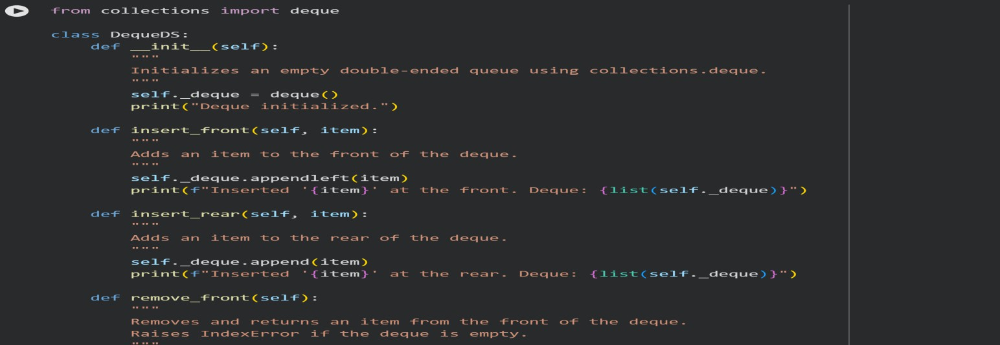 from collections import deque
class DequeDS:
    def __init__(self):
        """
        Initializes an empty double-ended queue using collections.deque.
        """
        self._deque = deque()
        print("Deque initialized.")
    def insert_front(self, item):
        """
        Adds an item to the front of the deque.
        """
        self._deque.appendleft(item)
        print(f"Inserted '{item}' at the front. Deque: {list(self._deque)}")
    def insert_rear(self, item):
        """
        Adds an item to the rear of the deque.
        """
        self._deque.append(item)
        print(f"Inserted '{item}' at the rear. Deque: {list(self._deque)}")
    def remove_front(self):
        """
        Removes and returns an item from the front of the deque.
        Raises IndexError if the deque is empty.
        """